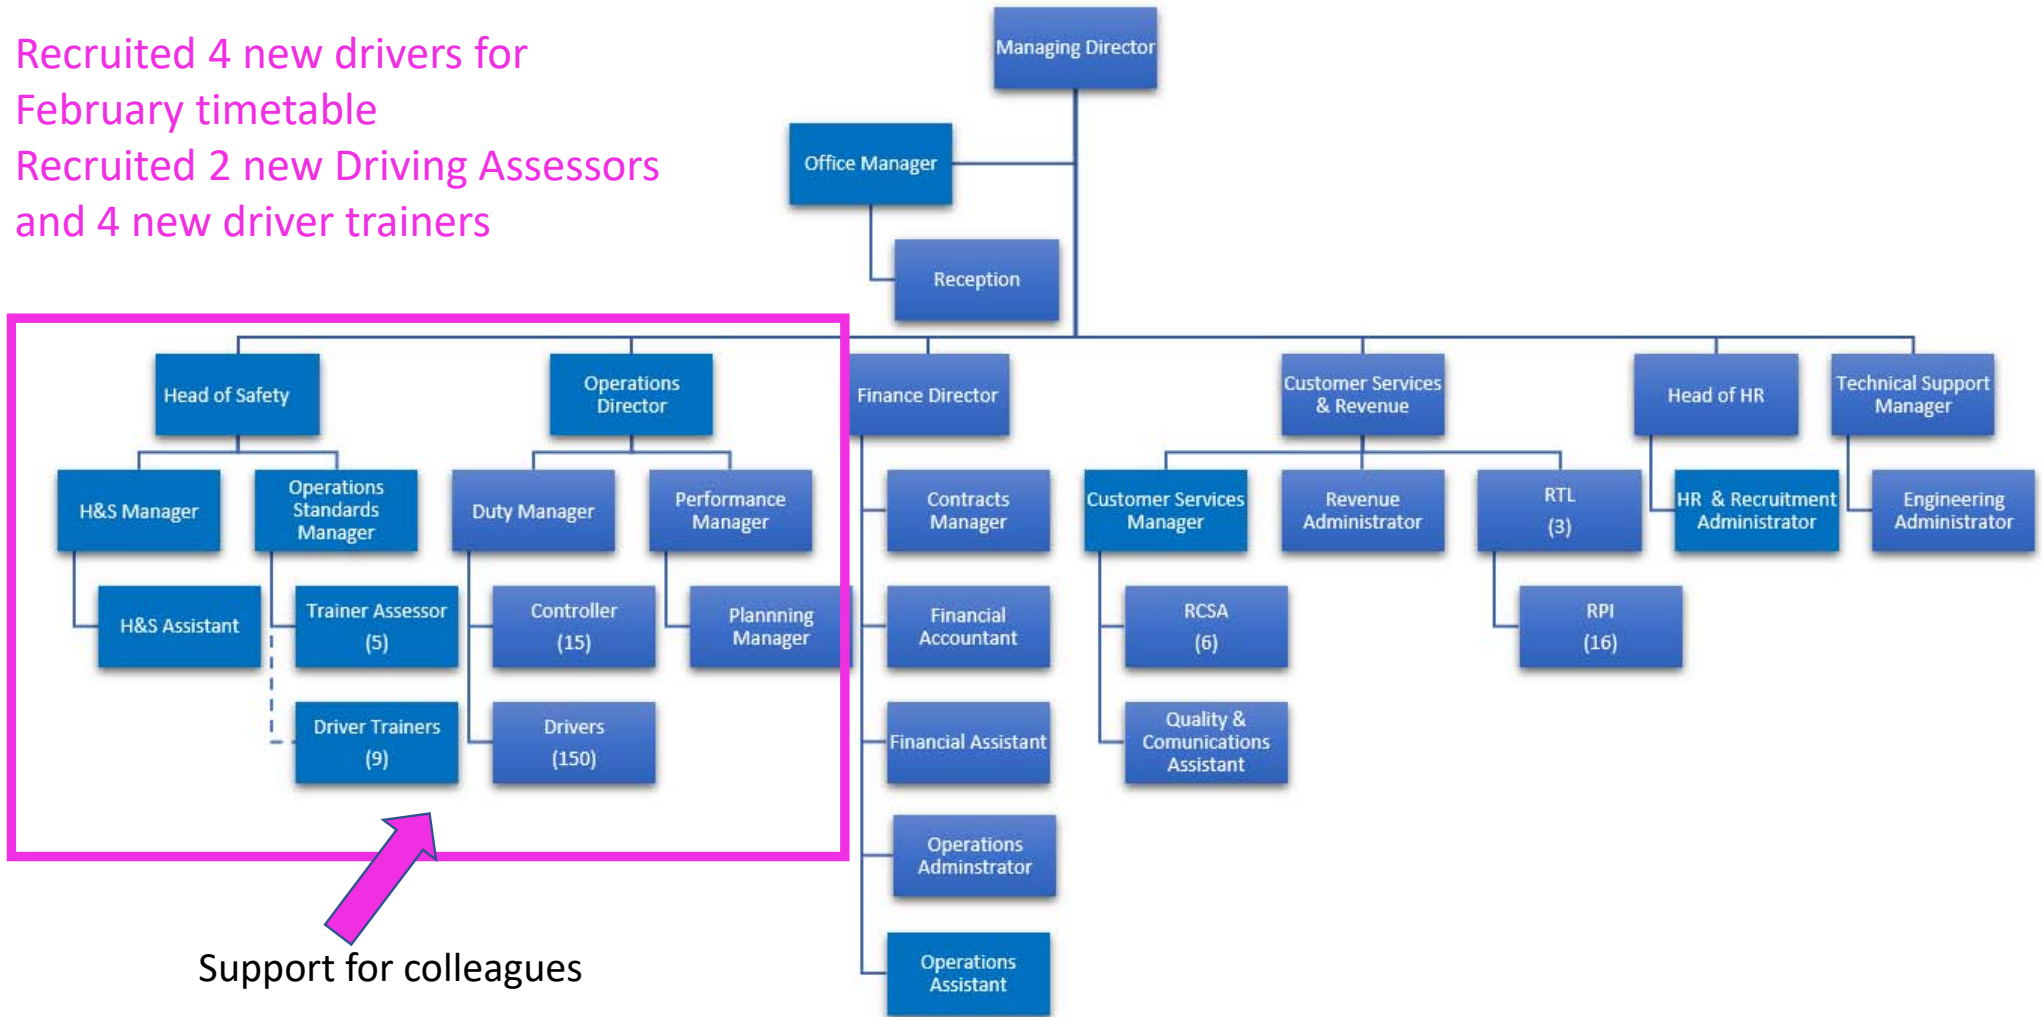 Recruited 4 new drivers for
February timetable
Recruited 2 new Driving Assessors
and 4 new driver trainers
Managing Director
Office Manager
Reception
Head of Safety
Operations
Director
Finance Director
Customer Services
& Revenue
Head of HR
Technical Support
Manager
H&S Manager
Operations
Standards
Manager
Duty Manager
Performance
Manager
Contracts
Manager
Customer Services
Manager
Revenue
Administrator
RTL
(3)
HR & Recruitment
Administrator
Engineering
Administrator
H&S Assistant
Trainer Assessor
(5)
Controller
(15)
Plannning
Manager
Financial
Accountant
RCSA
(6)
RPI
(16)
Driver Trainers
(9)
Drivers
(150)
Financial Assistant
Quality &
Comunications
Assistant
Operations
Adminstrator
Operations
Assistant
Support for colleagues